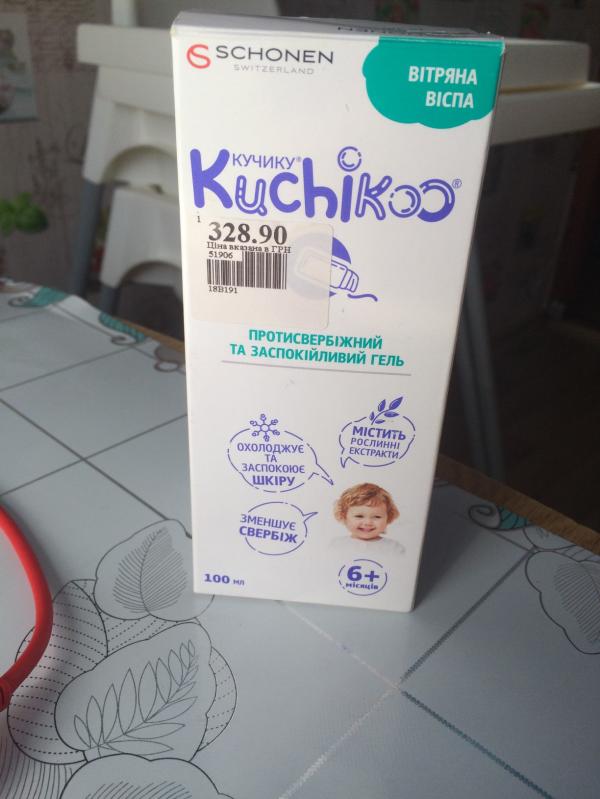 SCHONEN
SWITZERLAND
ВІТРЯНА
ВІСПА
КУЧИКУ®
Kuchikoo®
1
328.90
Ціна вказана в ГРН
51906
18B191
ПРОТИСВЕРБІЖНИЙ
ТА ЗАСПОКІЙЛИВИЙ ГЕЛЬ
ОХОЛОДЖУЄ
ТА
ЗАСПОКОЮЄ
ШКІРУ
МІСТИТЬ
РОСЛИННІ
ЕКСТРАКТИ
ЗМЕНШУЄ
СВЕРБІЖ
100 мл
6+
місяців